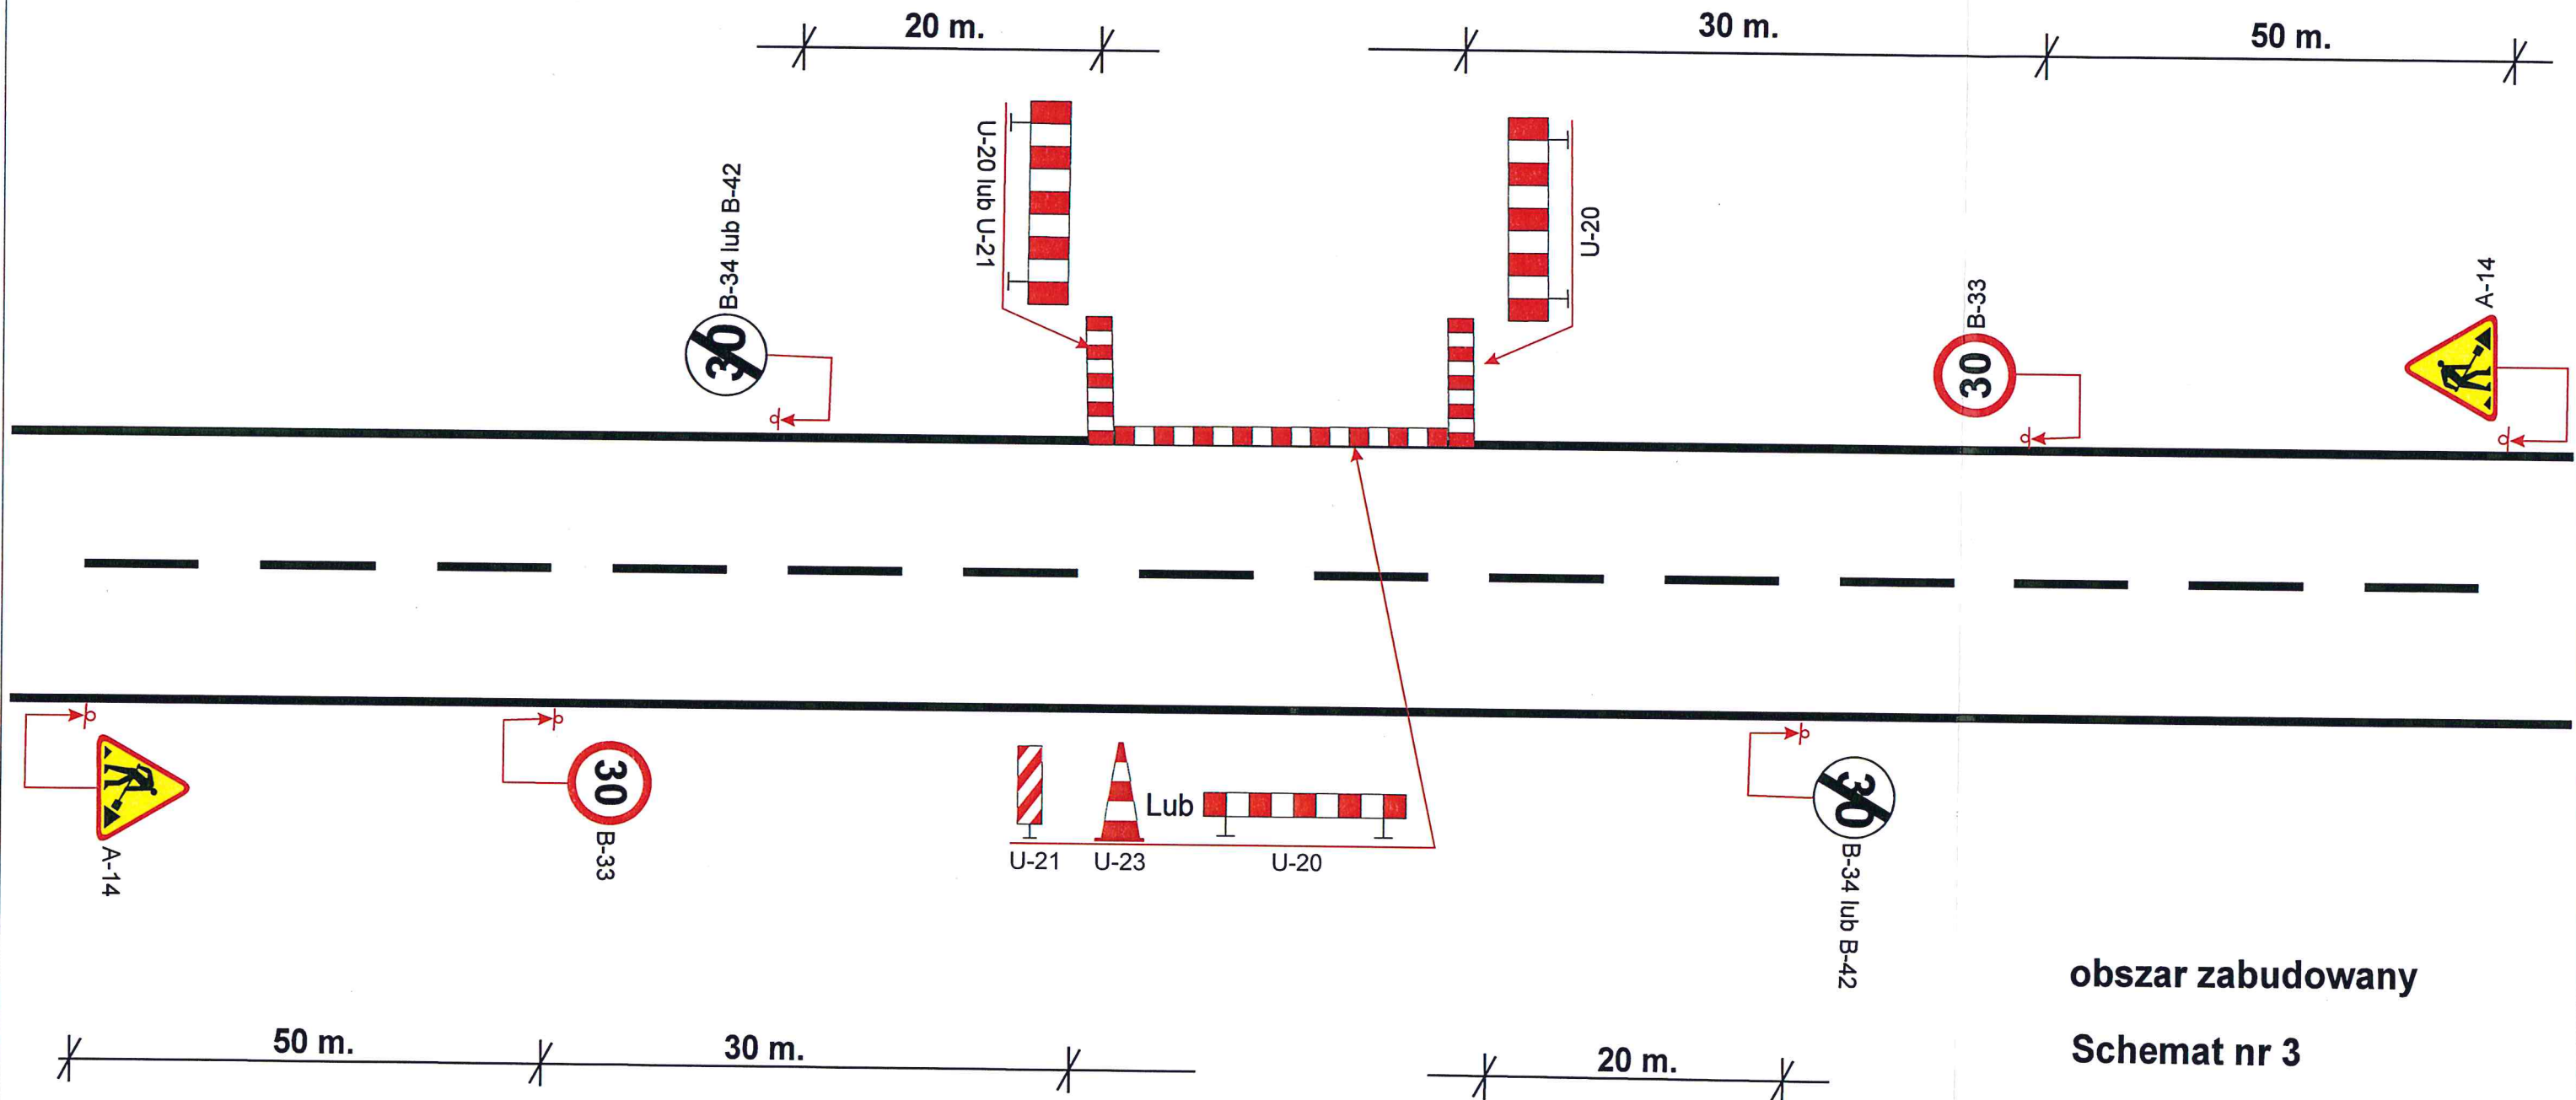 20 m.
30 m.
50 m.
U-20 lub U-21
U-20
B-34 lub B-42
30
B-33
30
A-14
A-14
30
B-33
Lub
U-21
U-23
U-20
30
B-34 lub B-42
obszar zabudowany
Schemat nr 3
50 m.
30 m.
20 m.